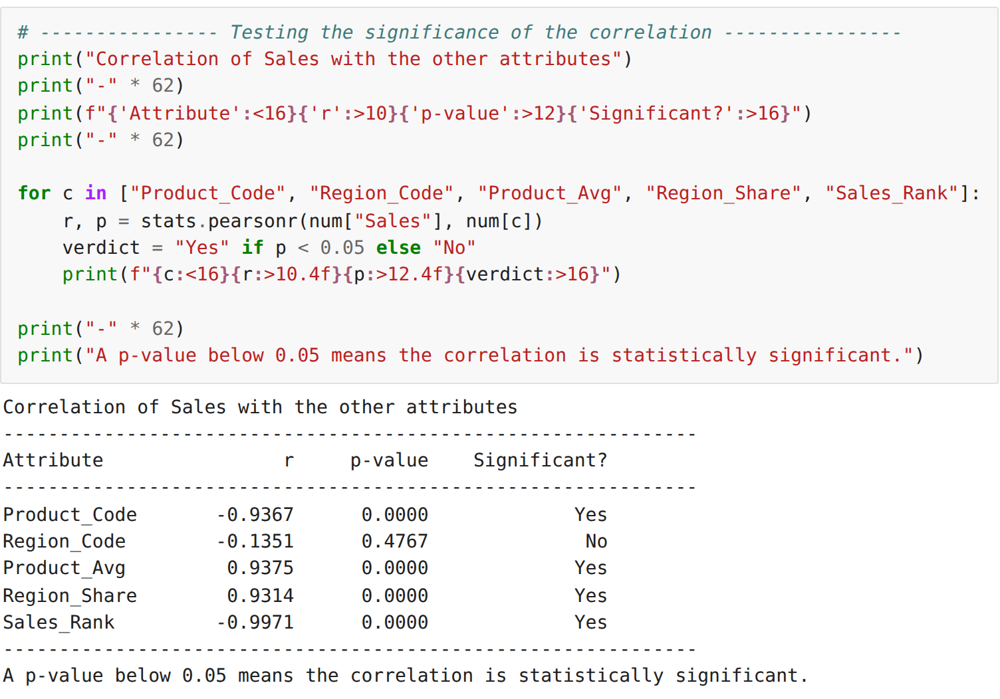 # ---------------- Testing the significance of the correlation ----------------
print("Correlation of Sales with the other attributes")
print("-" * 62)
print(f"{'Attribute':<16}{'r':>10}{'p-value':>12}{'Significant?':>16}")
print("-" * 62)

for c in ["Product_Code", "Region_Code", "Product_Avg", "Region_Share", "Sales_Rank"]:
    r, p = stats.pearsonr(num["Sales"], num[c])
    verdict = "Yes" if p < 0.05 else "No"
    print(f"{c:<16}{r:>10.4f}{p:>12.4f}{verdict:>16}")

print("-" * 62)
print("A p-value below 0.05 means the correlation is statistically significant.")
Correlation of Sales with the other attributes
--------------------------------------------------------------
Attribute                r     p-value    Significant?
--------------------------------------------------------------
Product_Code       -0.9367      0.0000             Yes
Region_Code        -0.1351      0.4767              No
Product_Avg         0.9375      0.0000             Yes
Region_Share        0.9314      0.0000             Yes
Sales_Rank         -0.9971      0.0000             Yes
--------------------------------------------------------------
A p-value below 0.05 means the correlation is statistically significant.